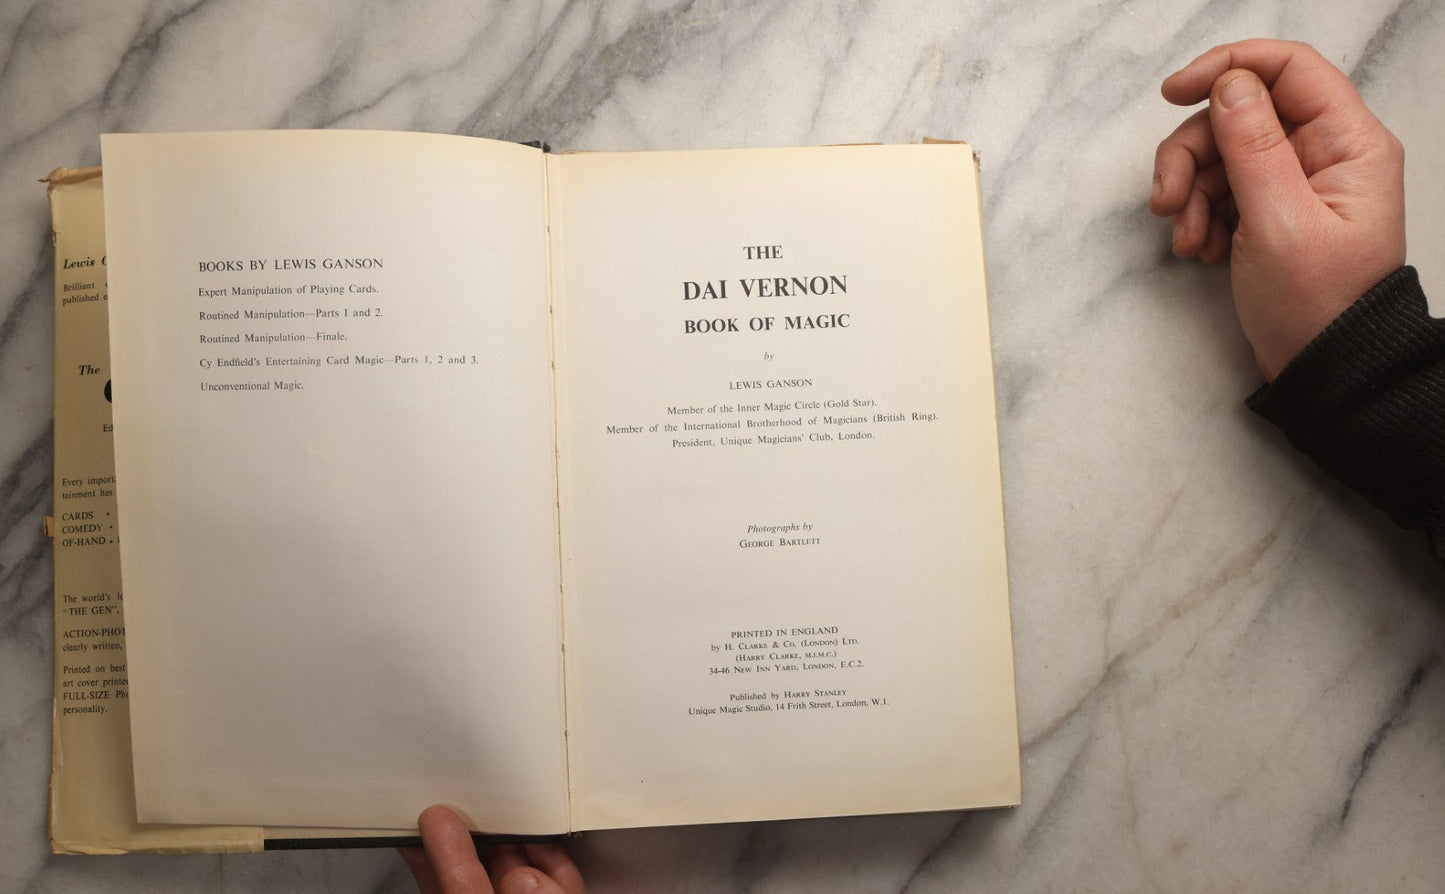 Lewis
Brilliant
published
The
Every
tainment has
CARDS •
COMEDY •
OF-HAND •
The world's
"THE GEN".
clearly written,
Printed on best
art cover
FULL-SIZE
personality.
BOOKS BY LEWIS GANSON
Expert Manipulation of Playing Cards.
Routined Manipulation—Parts 1 and 2.
Routined Manipulation—Finale.
Cy Endfield's Entertaining Card Magic—Parts 1, 2 and 3.
Unconventional Magic.
THE
DAI VERNON
BOOK OF MAGIC
by
LEWIS GANSON
Member of the Inner Magic Circle (Gold Star).
Member of the International Brotherhood of Magicians (British Ring).
President, Unique Magicians' Club, London.
Photographs by
GEORGE BARTLETT
PRINTED IN ENGLAND
by H. CLARKE & Co. (LONDON) LTD.
(HARRY CLARKE, M.I.M.C.)
34-46 NEW INN YARD, LONDON, E.C.2.
Published by HARRY STANLEY
Unique Magic Studio, 14 Frith Street, London, W.1.